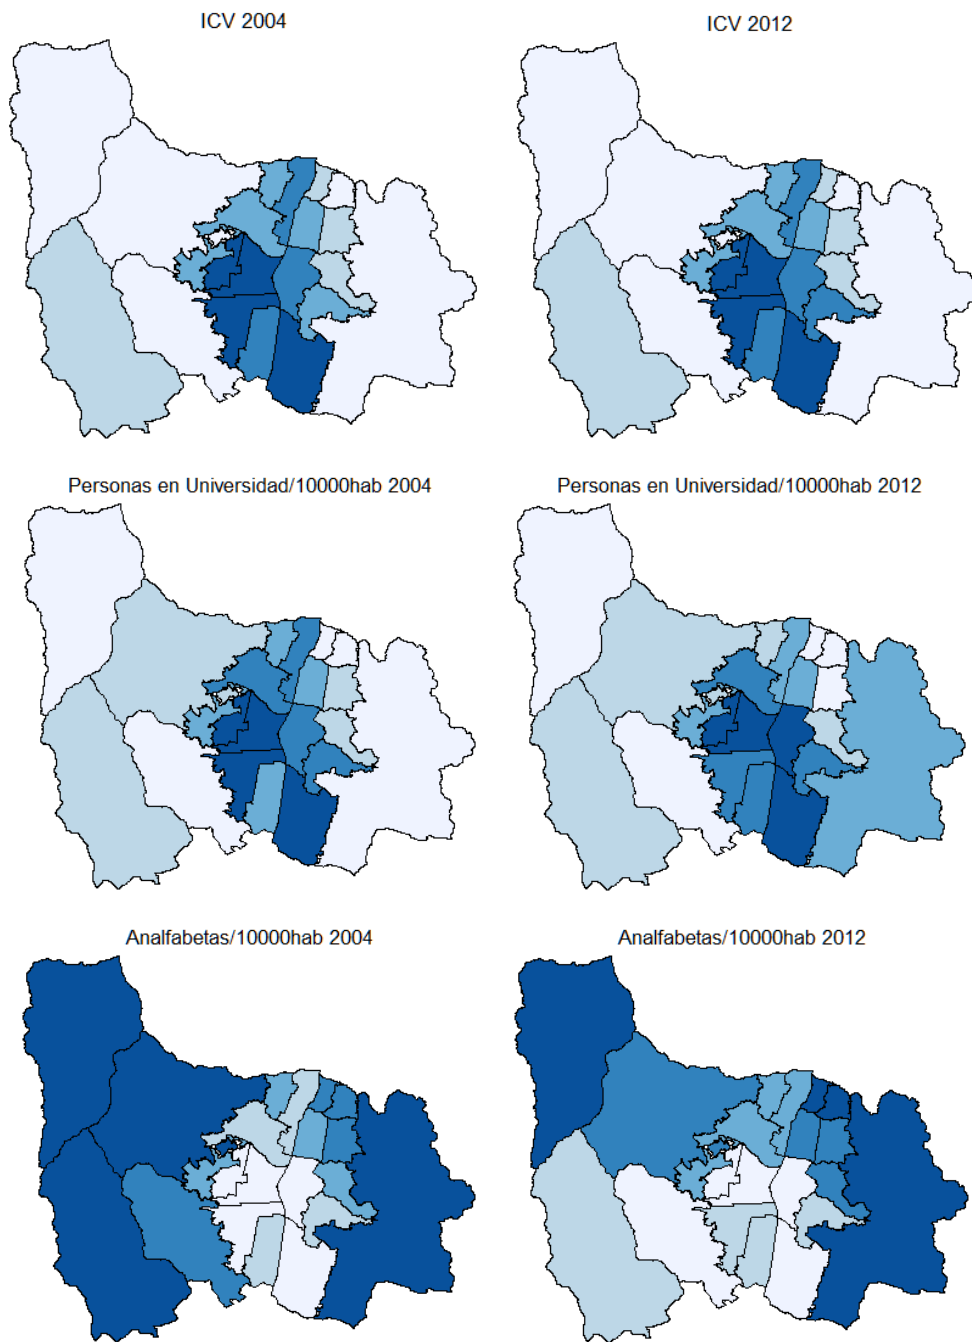 ICV 2004
ICV 2012
Personas en Universidad/10000hab 2004
Personas en Universidad/10000hab 2012
Analfabetas/10000hab 2004
Analfabetas/10000hab 2012